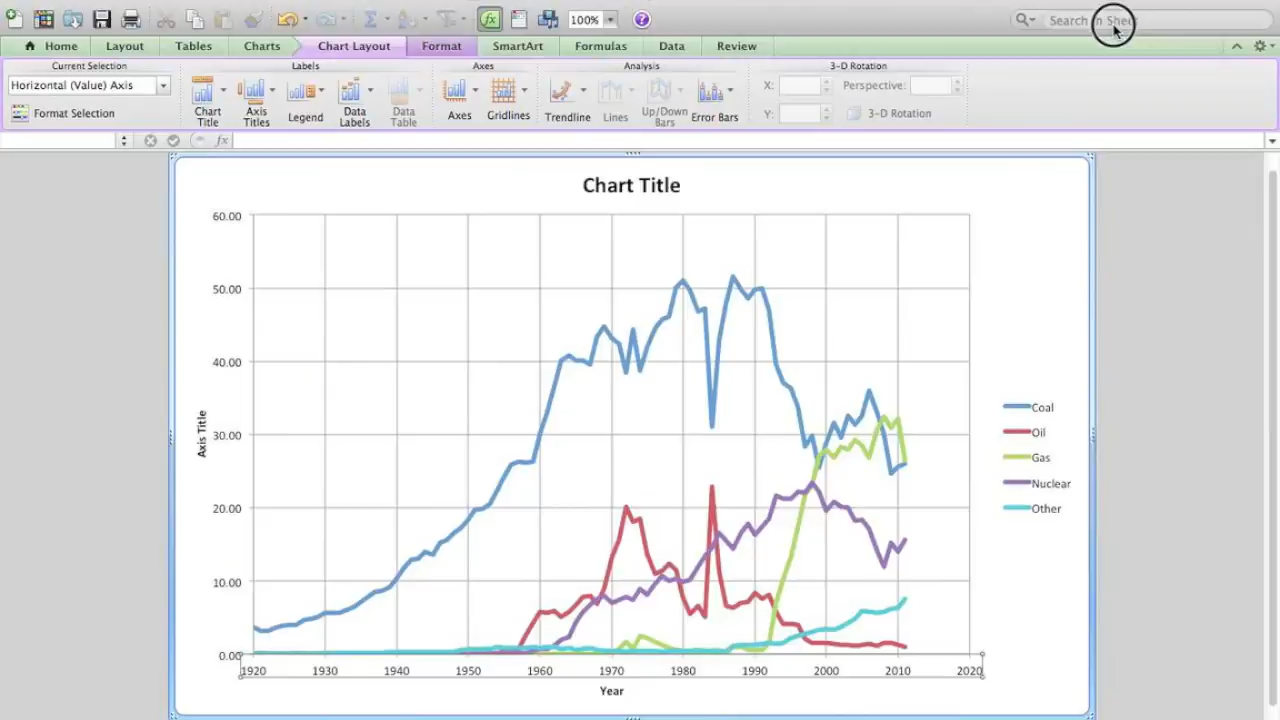 100%
Search in Sheet
Home Layout Tables Charts Chart Layout Format SmartArt Formulas Data Review
Current Selection Labels Axes Analysis 3-D Rotation
Horizontal (Value) Axis
Format Selection
Chart Title
Axis Titles
Legend
Data Labels
Data Table
Axes
Gridlines
Trendline
Lines
Up/Down Bars
Error Bars
X: Perspective:
Y: 3-D Rotation
fx
Chart Title
60.00
50.00
40.00
30.00
20.00
10.00
0.00
Axis Title
1920 1930 1940 1950 1960 1970 1980 1990 2000 2010 2020
Year
Coal
Oil
Gas
Nuclear
Other